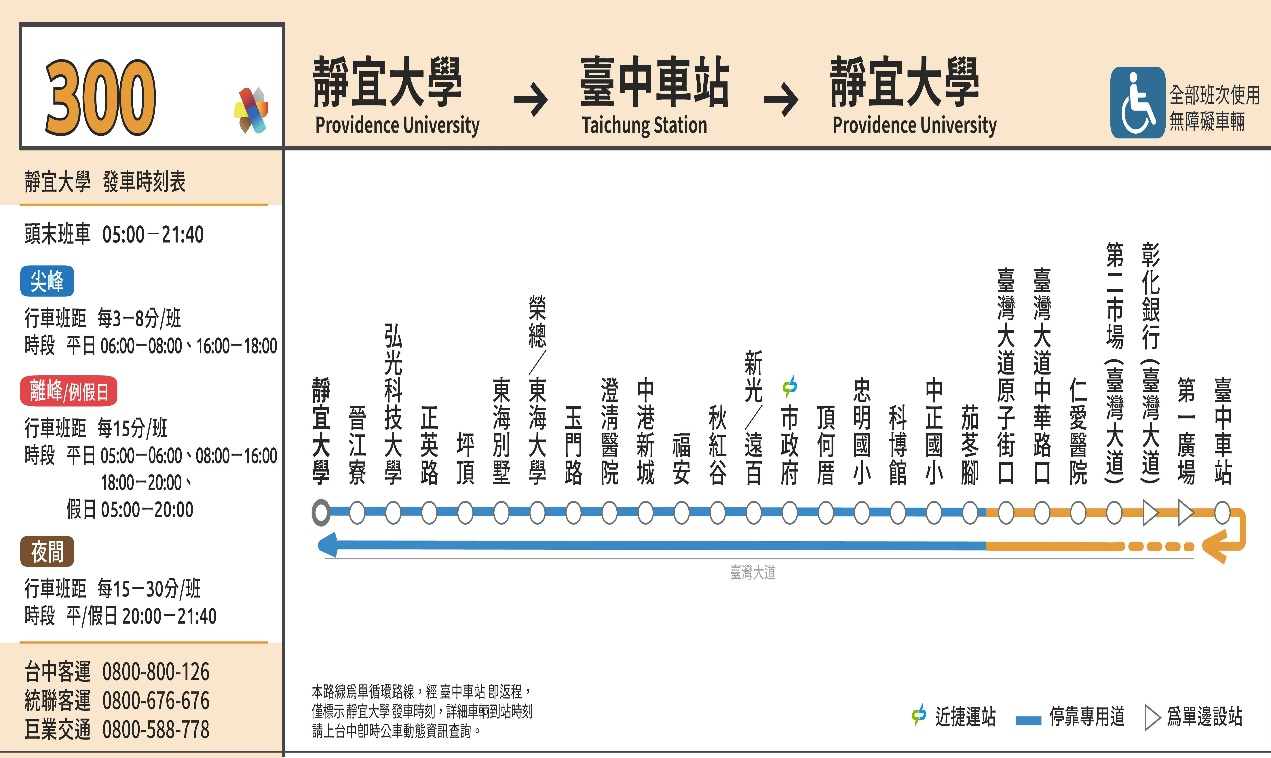 300
靜宜大學 → 臺中車站 → 靜宜大學
Providence University
Taichung Station
Providence University
全部班次使用
無障礙車輛
靜宜大學 發車時刻表
頭末班車 05:00－21:40
尖峰
行車班距 每3－8分/班
時段 平日 06:00－08:00、16:00－18:00
離峰/例假日
行車班距 每15分/班
時段 平日 05:00－06:00、08:00－16:00
18:00－20:00、
假日 05:00－20:00
夜間
行車班距 每15－30分/班
時段 平/假日 20:00－21:40
台中客運 0800-800-126
統聯客運 0800-676-676
巨業交通 0800-588-778
靜宜大學
晉江寮
弘光科技大學
正英路
坪頂
東海別墅
榮總／東海大學
玉門路
澄清醫院
中港新城
福安
秋紅谷
新光／遠百
市政府
頂何厝
忠明國小
科博館
中正國小
茄苳腳
臺灣大道原子街口
臺灣大道中華路口
仁愛醫院
第二市場(臺灣大道)
彰化銀行(臺灣大道)
第一廣場
臺中車站
臺灣大道
本路線為單循環路線，經 臺中車站 即返程，
僅標示 靜宜大學 發車時刻，詳細車輛到站時刻
請上台中即時公車動態資訊查詢。
近捷運站
停靠專用道
為單邊設站